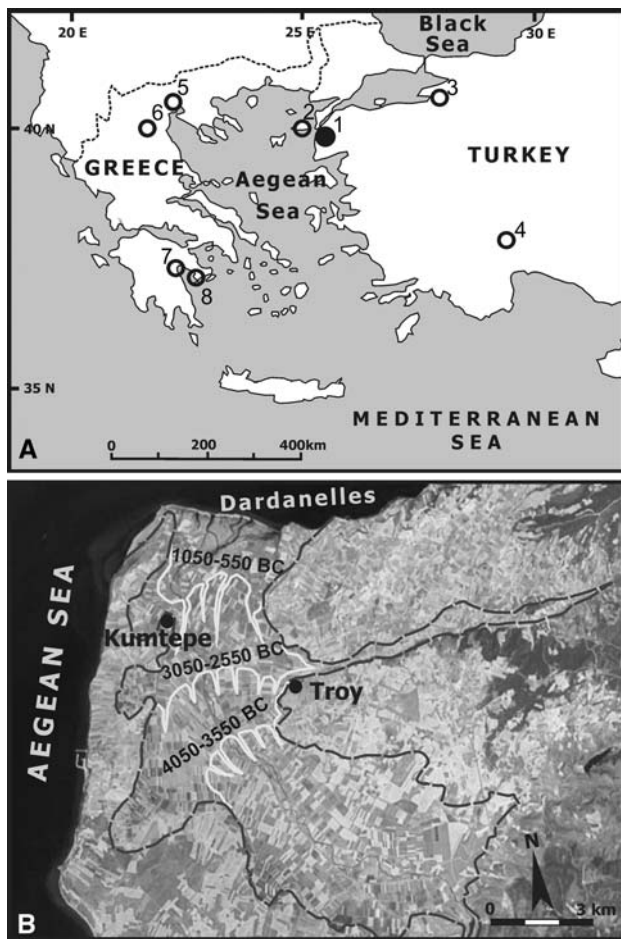 20 E
25 E
30 E
Black
Sea
5
3
6
2
1
40 N
GREECE
TURKEY
Aegean
Sea
4
7
8
35 N
MEDITERRANEAN
SEA
0 200 400km
A
Dardanelles
1050-550 BC
AEGEAN SEA
Kumtepe
3050-2550 BC
Troy
4050-3550 BC
N
0 3 km
B